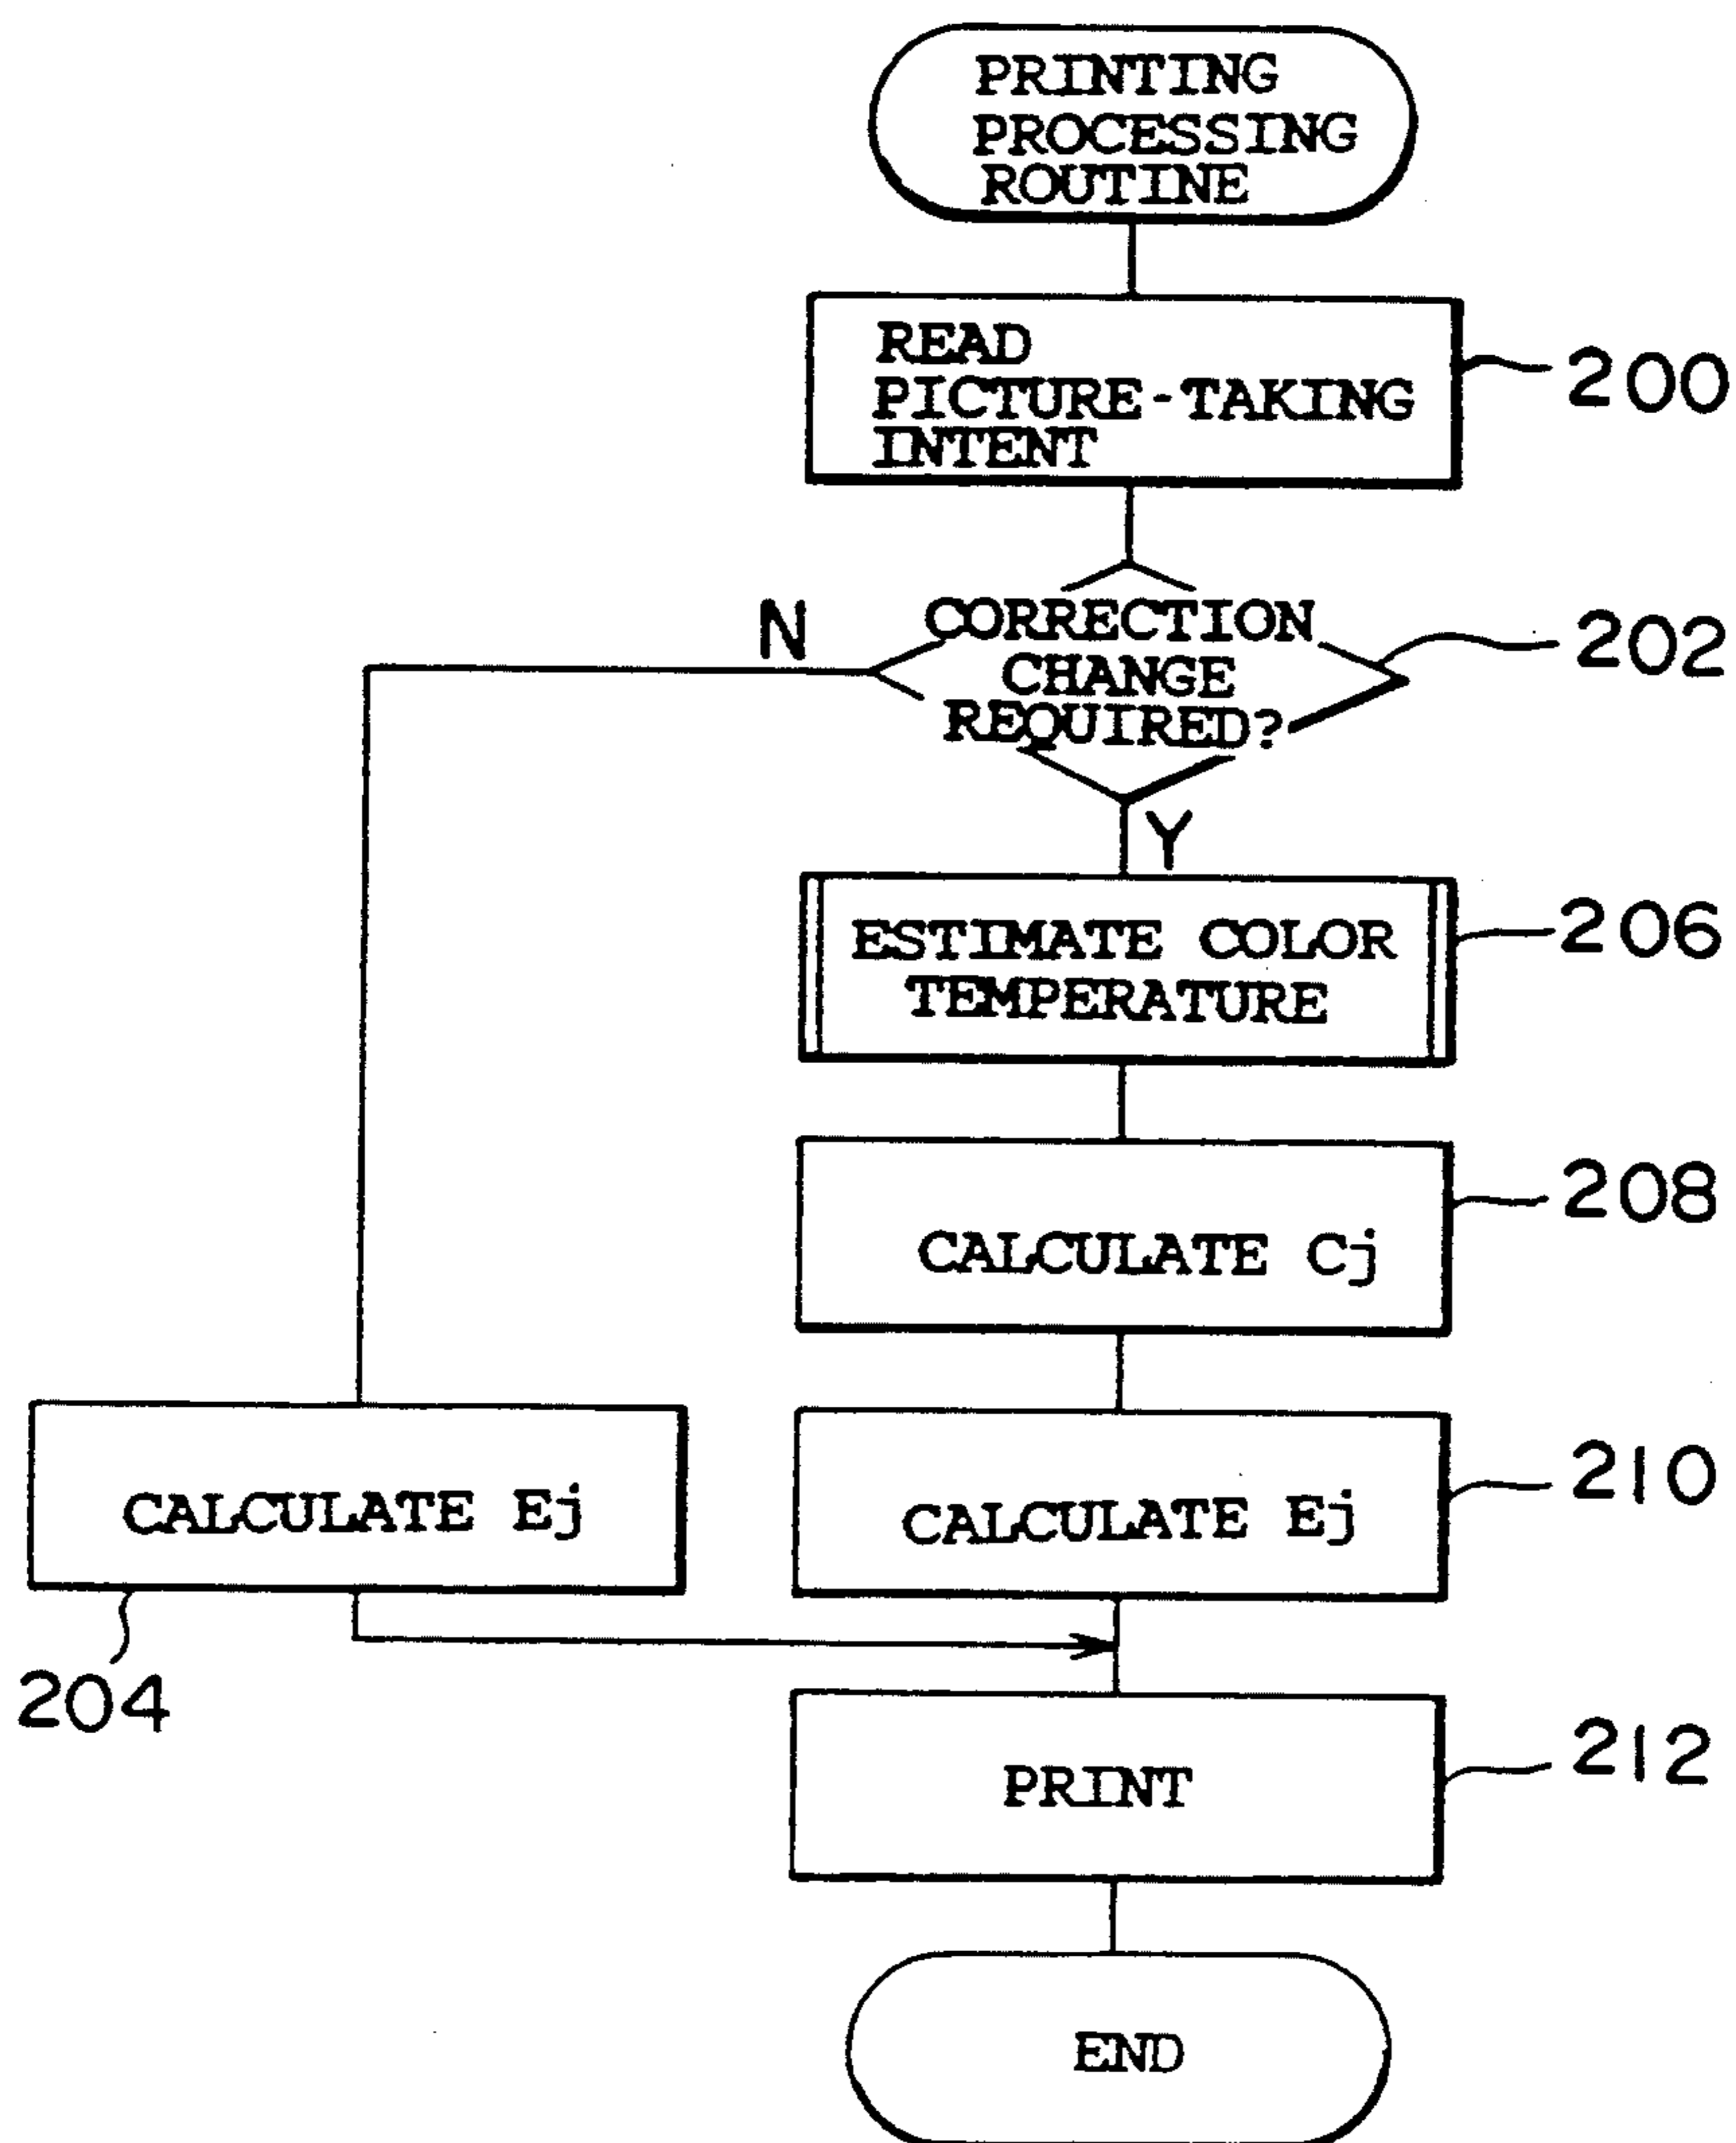 PRINTING
PROCESSING
ROUTINE
READ
PICTURE-TAKING
INTENT
200
N
CORRECTION
CHANGE
REQUIRED?
202
Y
ESTIMATE COLOR
TEMPERATURE
206
CALCULATE Cj
208
CALCULATE Ej
204
CALCULATE Ej
210
PRINT
212
END